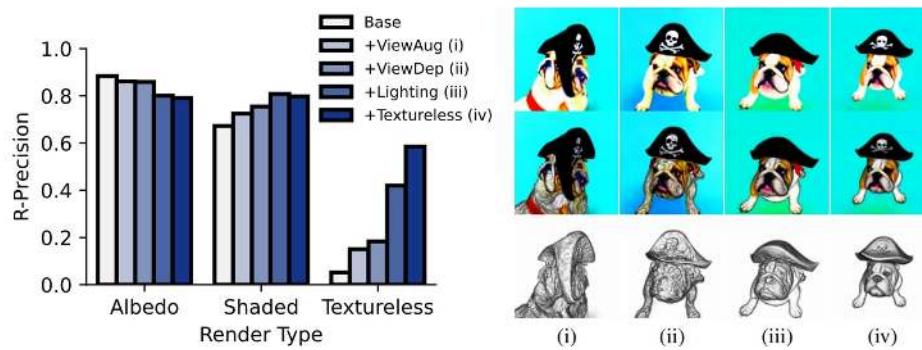 Base
+ViewAug (i)
+ViewDep (ii)
+Lighting (iii)
+Textureless (iv)
1.0
0.8
0.6
0.4
0.2
0.0
R-Precision
Albedo Shaded Textureless
Render Type
(i) (ii) (iii) (iv)